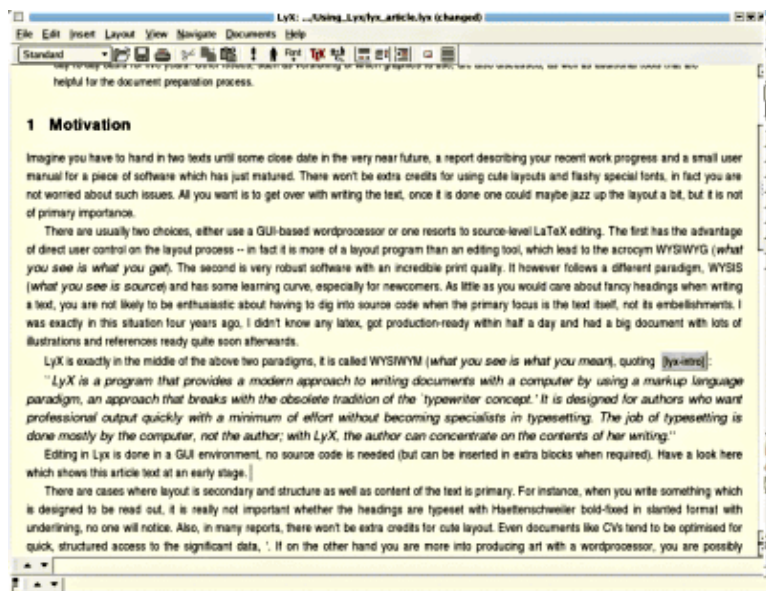 LyX: .../Using_Lyx/lyx_article.lyx (changed)
File Edit Insert Layout View Navigate Documents Help
Standard Font TeX
helpful for the document preparation process.
1 Motivation
Imagine you have to hand in two texts until some close date in the very near future, a report describing your recent work progress and a small user
manual for a piece of software which has just matured. There won't be extra credits for using cute layouts and flashy special fonts, in fact you are
not worried about such issues. All you want is to get over with writing the text, once it is done one could maybe jazz up the layout a bit, but it is not
of primary importance.
There are usually two choices, either use a GUI-based wordprocessor or one resorts to source-level LaTeX editing. The first has the advantage
of direct user control on the layout process -- in fact it is more of a layout program than an editing tool, which lead to the acrocym WYSIWYG (what
you see is what you get). The second is very robust software with an incredible print quality. It however follows a different paradigm, WYSIS
(what you see is source) and has some learning curve, especially for newcomers. As little as you would care about fancy headings when writing
a text, you are not likely to be enthusiastic about having to dig into source code when the primary focus is the text itself, not its embellishments. I
was exactly in this situation four years ago, I didn't know any latex, got production-ready within half a day and had a big document with lots of
illustrations and references ready quite soon afterwards.
LyX is exactly in the middle of the above two paradigms, it is called WYSIWYM (what you see is what you mean), quoting [lyx-intro]:
``LyX is a program that provides a modern approach to writing documents with a computer by using a markup language
paradigm, an approach that breaks with the obsolete tradition of the `typewriter concept.' It is designed for authors who want
professional output quickly with a minimum of effort without becoming specialists in typesetting. The job of typesetting is
done mostly by the computer, not the author; with LyX, the author can concentrate on the contents of her writing.''
Editing in Lyx is done in a GUI environment, no source code is needed (but can be inserted in extra blocks when required). Have a look here
which shows this article text at an early stage.
There are cases where layout is secondary and structure as well as content of the text is primary. For instance, when you write something which
is designed to be read out, it is really not important whether the headings are typeset with Haettenschweiler bold-fixed in slanted format with
underlining, no one will notice. Also, in many reports, there won't be extra credits for cute layout. Even documents like CVs tend to be optimised for
quick, structured access to the significant data, '. If on the other hand you are more into producing art with a wordprocessor, you are possibly